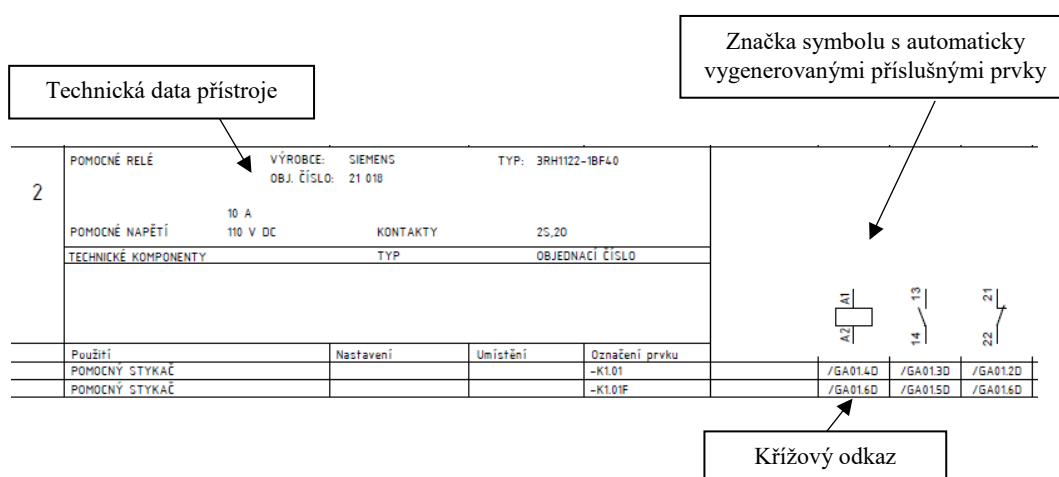 Značka symbolu s automaticky
vygenerovanými příslušnými prvky
Technická data přístroje
2
POMOCNÉ RELÉ VÝROBCE: SIEMENS TYP: 3RH1122-1BF40
OBJ. ČÍSLO: 21 018
10 A
POMOCNÉ NAPĚTÍ 110 V DC KONTAKTY 2S,2O
TECHNICKÉ KOMPONENTY TYP OBJEDNACÍ ČÍSLO
A1 13 21
A2 14 22
Použití Nastavení Umístění Označení prvku
POMOCNÝ STYKAČ -K1.01 /GA01.4D /GA01.3D /GA01.2D
POMOCNÝ STYKAČ -K1.01F /GA01.6D /GA01.5D /GA01.6D
Křížový odkaz